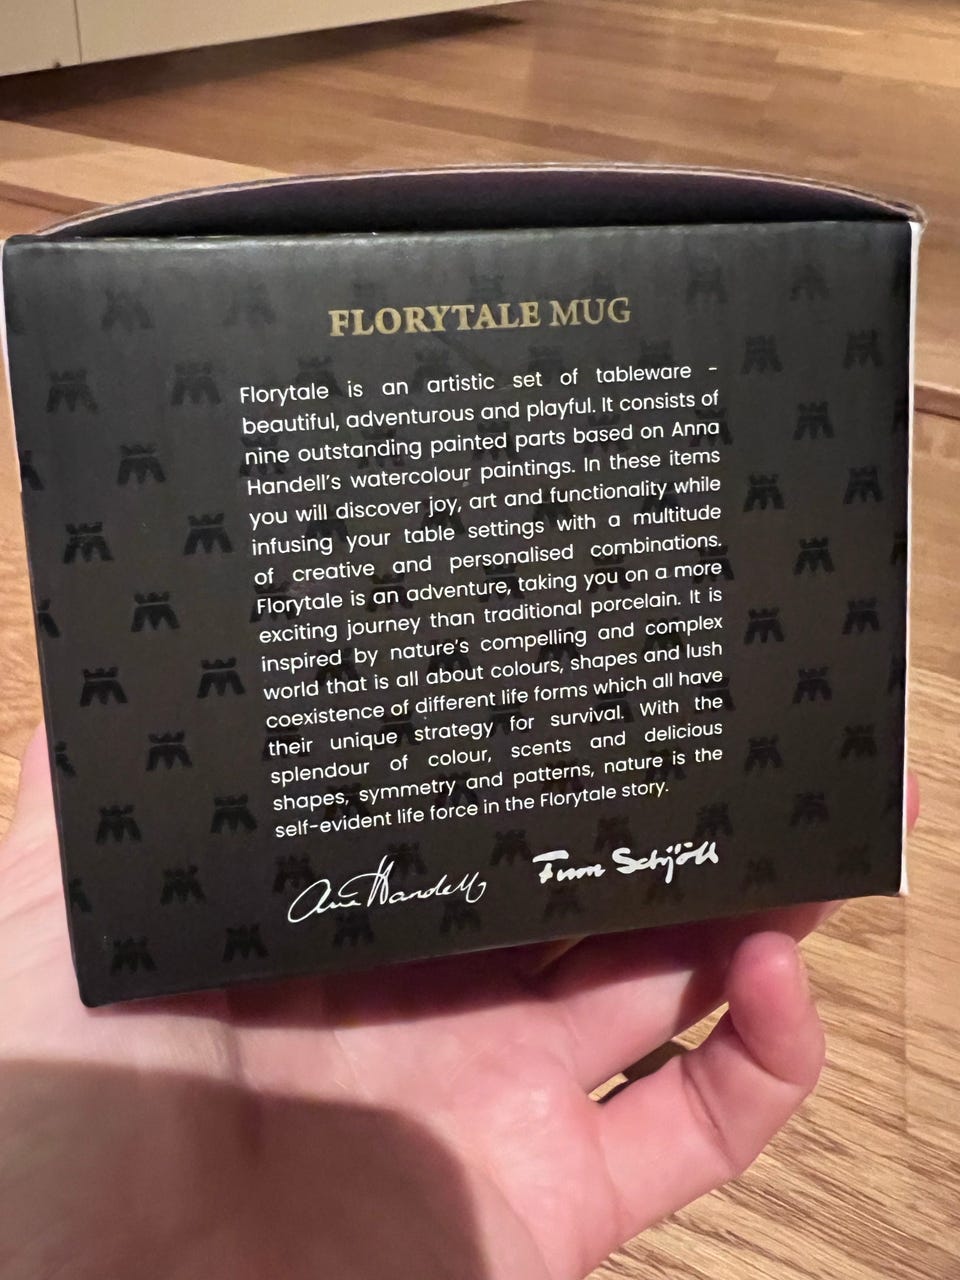 FLORYTALE MUG
Florytale is an artistic set of tableware -
beautiful, adventurous and playful. It consists of
nine outstanding painted parts based on Anna
Handell's watercolour paintings. In these items
you will discover joy, art and functionality while
infusing your table settings with a multitude
of creative and personalised combinations.
Florytale is an adventure, taking you on a more
exciting journey than traditional porcelain. It is
inspired by nature's compelling and complex
world that is all about colours, shapes and lush
coexistence of different life forms which all have
their unique strategy for survival. With the
splendour of colour, scents and delicious
shapes, symmetry and patterns, nature is the
self-evident life force in the Florytale story.
Handell Finn Schjöll